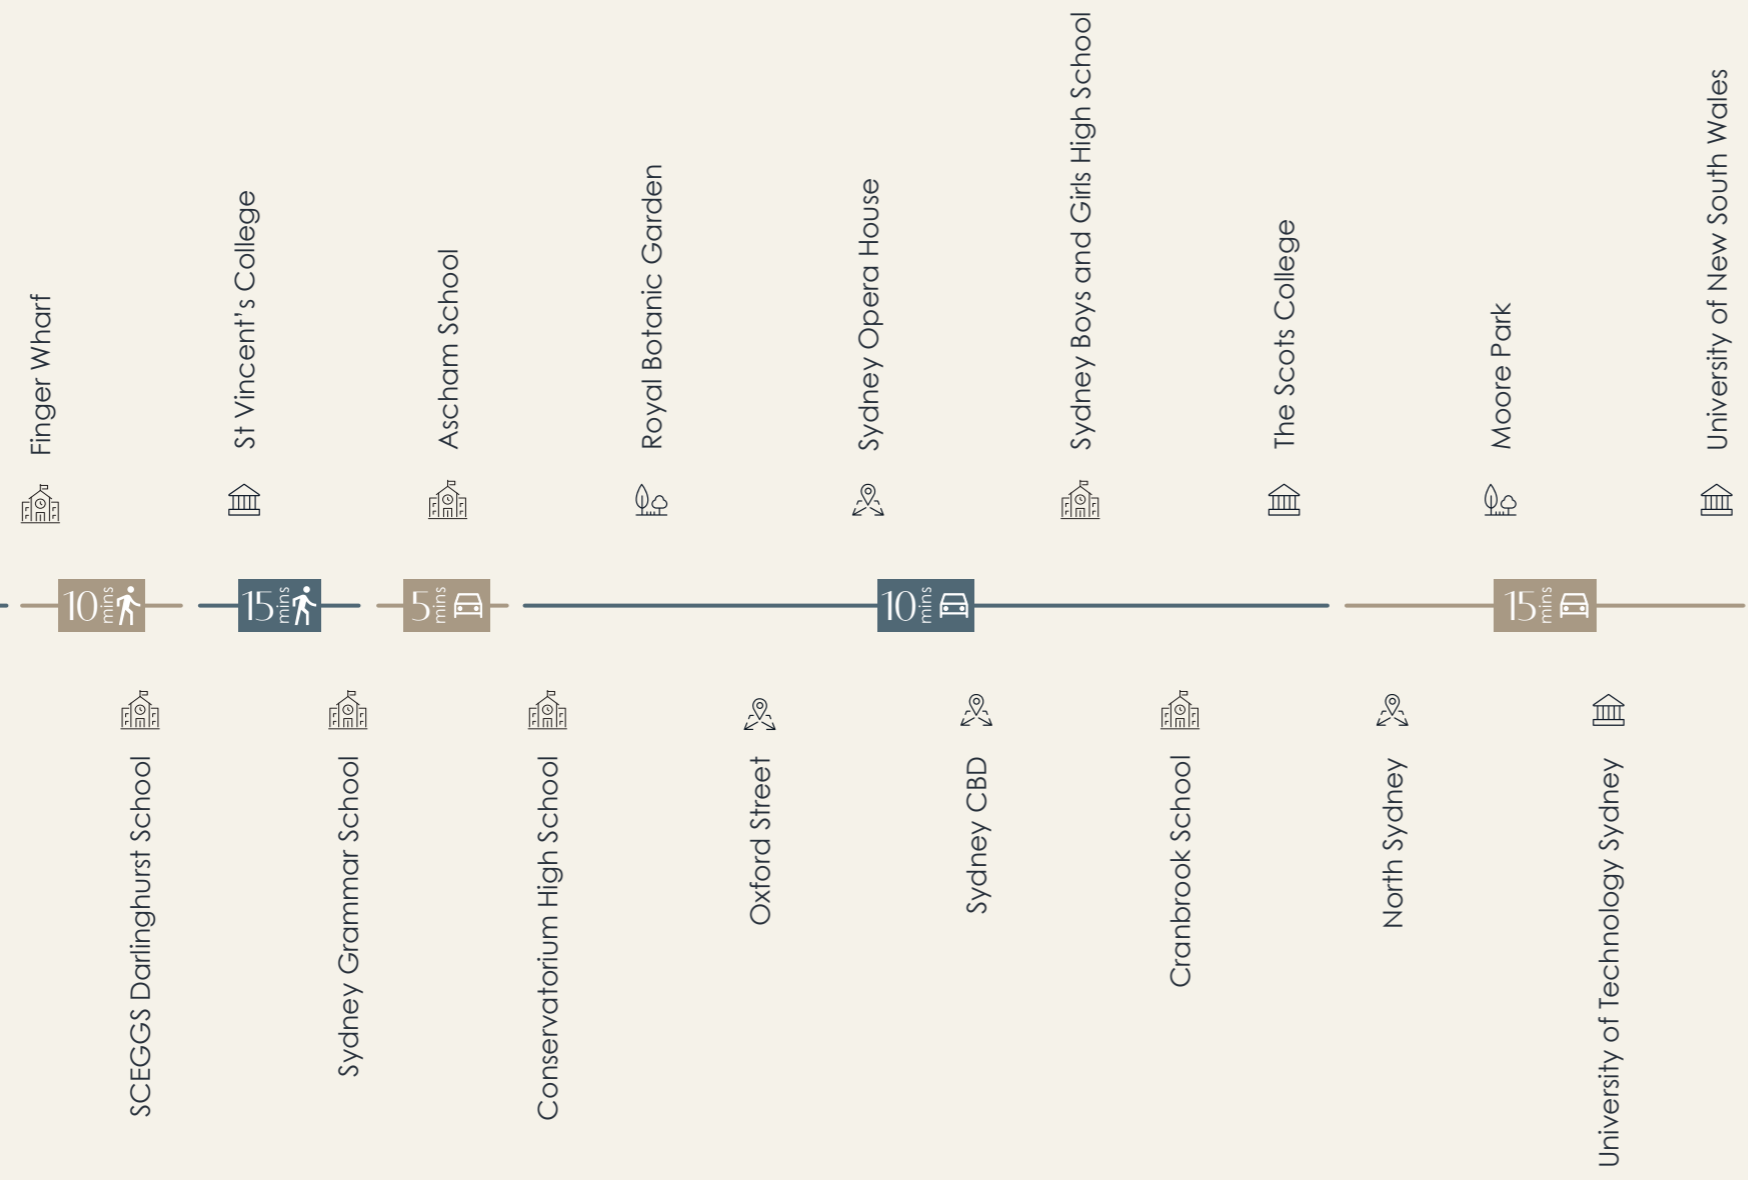 Finger Wharf
St Vincent's College
Ascham School
Royal Botanic Garden
Sydney Opera House
Sydney Boys and Girls High School
The Scots College
Moore Park
University of New South Wales
10 mins
15 mins
5 mins
10 mins
15 mins
SCEGGS Darlinghurst School
Sydney Grammar School
Conservatorium High School
Oxford Street
Sydney CBD
Cranbrook School
North Sydney
University of Technology Sydney